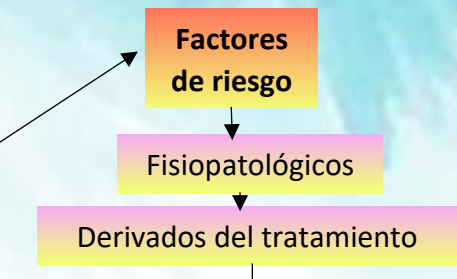 Factores
de riesgo
Fisiopatológicos
Derivados del tratamiento